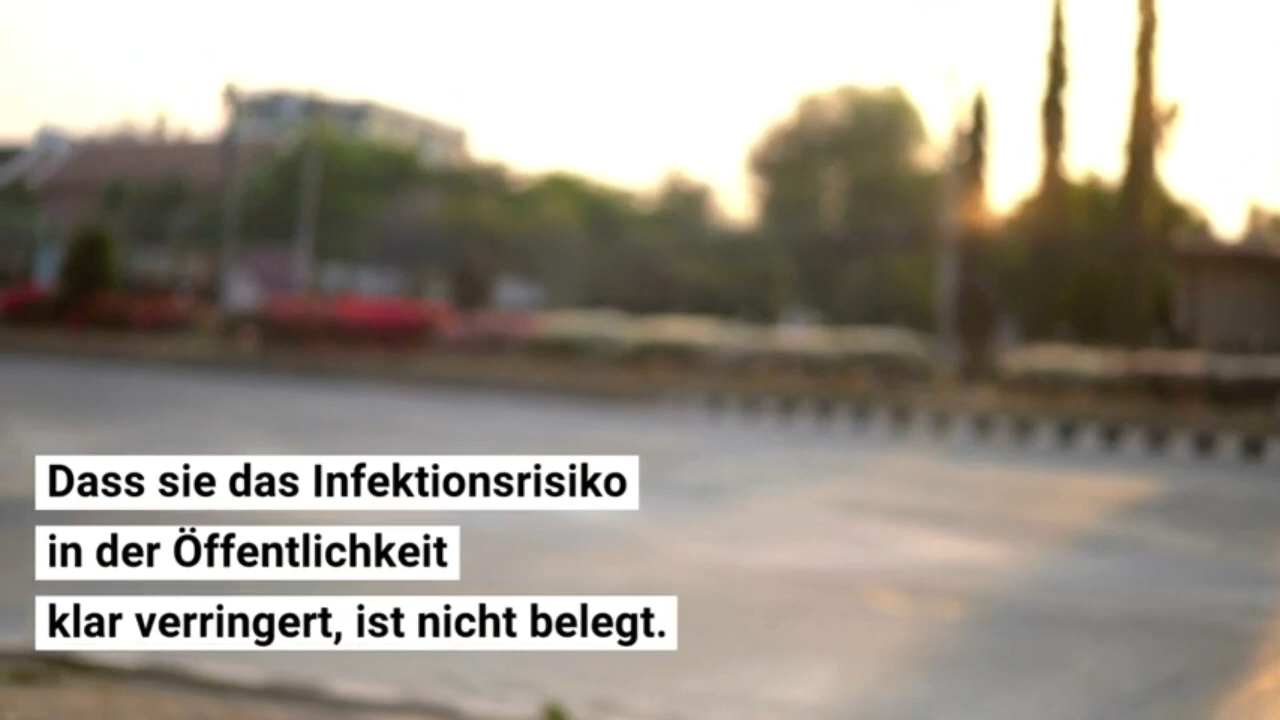 Dass sie das Infektionsrisiko
in der Öffentlichkeit
klar verringert, ist nicht belegt.